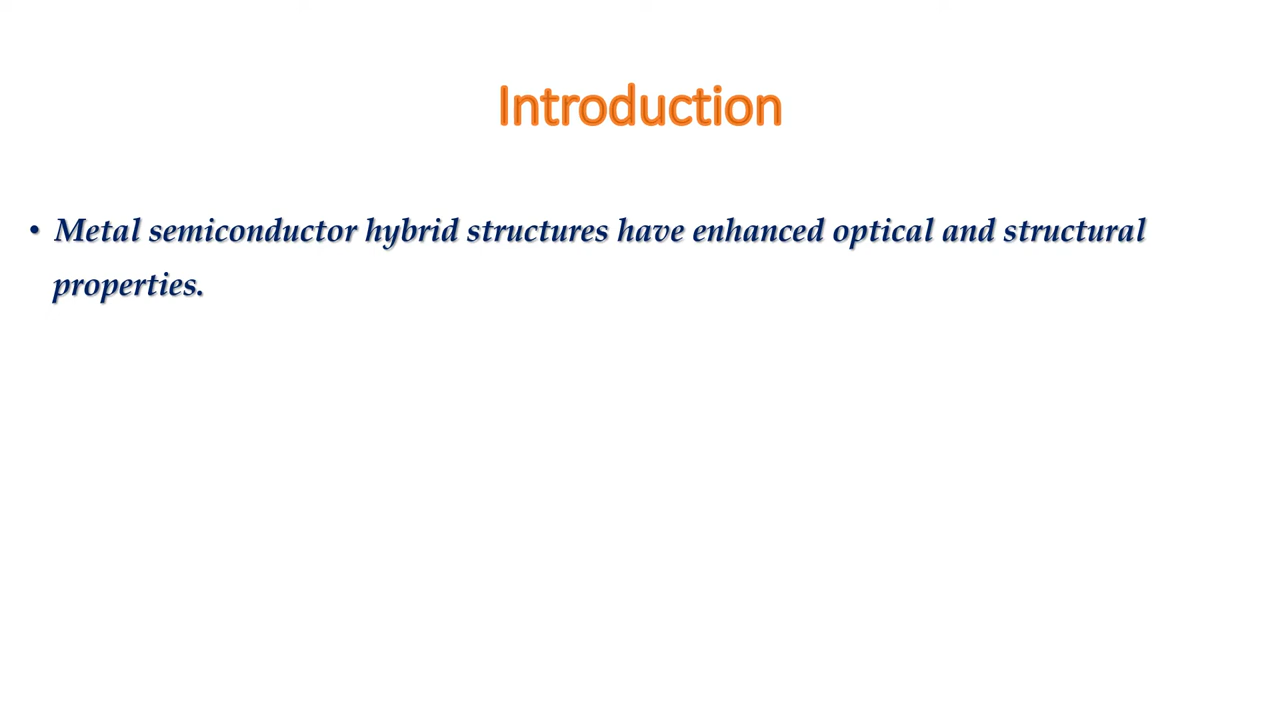 Introduction
• Metal semiconductor hybrid structures have enhanced optical and structural
properties.